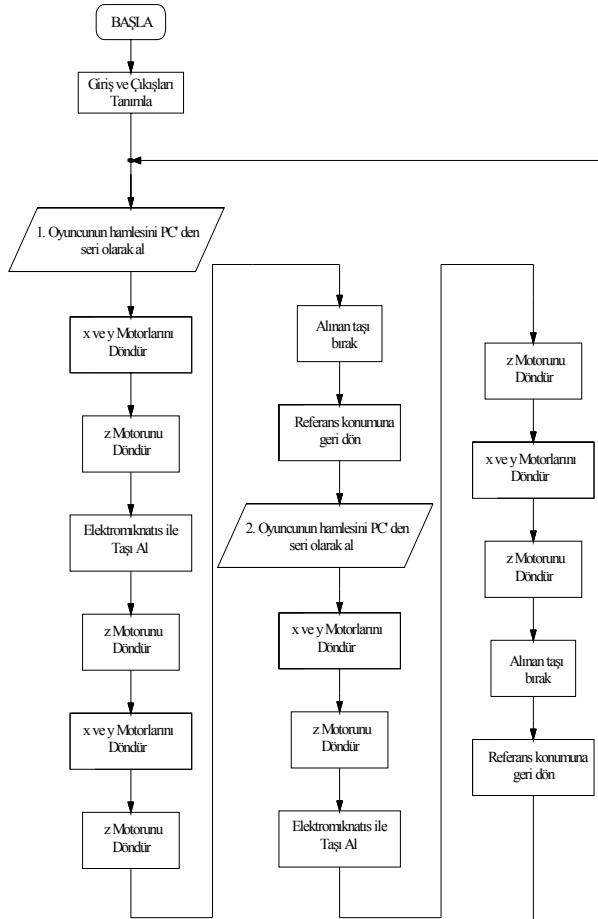 BAŞLA
Giriş ve Çıkışları
Tanımla
1. Oyuncunun hamlesini PC' den
seri olarak al
x ve y Motorlarını
Döndür
z Motorunu
Döndür
Elektromıknatıs ile
Taşı Al
z Motorunu
Döndür
x ve y Motorlarını
Döndür
z Motorunu
Döndür
Alınan taşı
bırak
Referans konumuna
geri dön
2. Oyuncunun hamlesini PC' den
seri olarak al
x ve y Motorlarını
Döndür
z Motorunu
Döndür
Elektromıknatıs ile
Taşı Al
z Motorunu
Döndür
x ve y Motorlarını
Döndür
z Motorunu
Döndür
Alınan taşı
bırak
Referans konumuna
geri dön